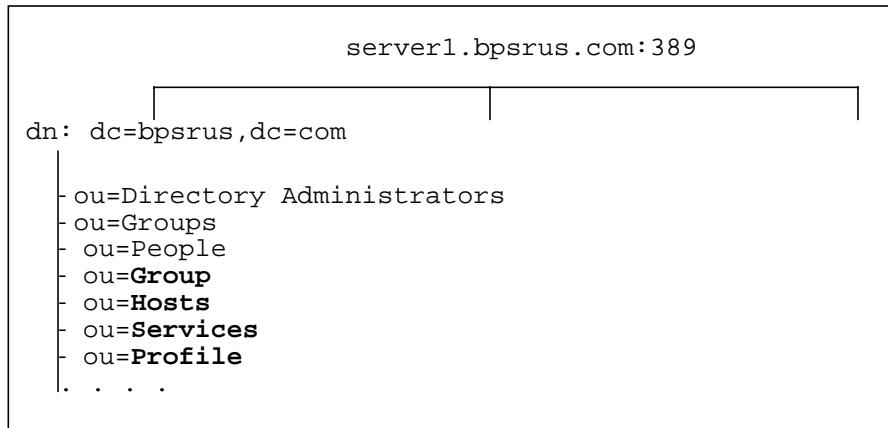 server1.bpsrus.com:389
dn: dc=bpsrus,dc=com
- ou=Directory Administrators
- ou=Groups
- ou=People
- ou=Group
- ou=Hosts
- ou=Services
- ou=Profile
. . . .